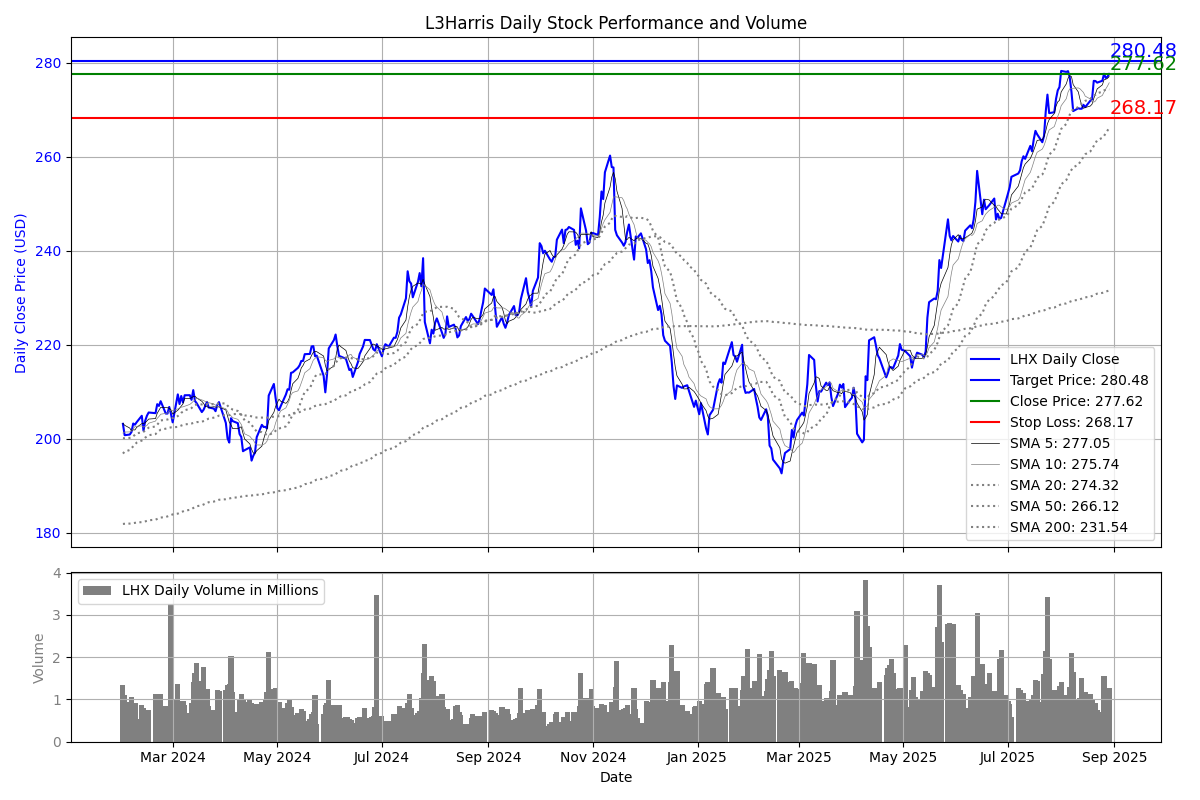 L3Harris Daily Stock Performance and Volume
280.48
277.62
268.17
Daily Close Price (USD)
280
260
240
220
200
180
LHX Daily Close
Target Price: 280.48
Close Price: 277.62
Stop Loss: 268.17
SMA 5: 277.05
SMA 10: 275.74
SMA 20: 274.32
SMA 50: 266.12
SMA 200: 231.54
LHX Daily Volume in Millions
Volume
4
3
2
1
0
Mar 2024 May 2024 Jul 2024 Sep 2024 Nov 2024 Jan 2025 Mar 2025 May 2025 Jul 2025 Sep 2025
Date